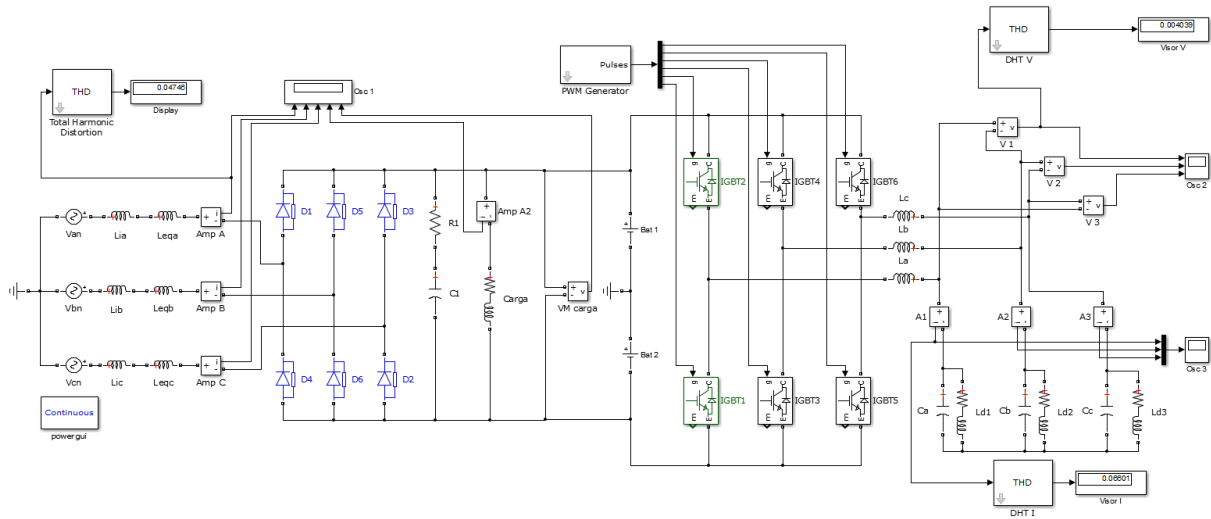 THD
Total Harmonic
Distortion
0.04746
Display
Osc 1
Pulses
PWM Generator
THD
DHT V
0.004039
Visor V
V 1
V 2
V 3
Osc 2
Van
Lia
Leqa
Amp A
Vbn
Lib
Leqb
Amp B
Vcn
Lic
Leqc
Amp C
Continuous
powergui
D1
D5
D3
D4
D6
D2
R1
C1
Amp A2
Carga
VM carga
Bat 1
Bat 2
IGBT2
IGBT4
IGBT6
IGBT1
IGBT3
IGBT5
Lc
Lb
La
A1
A2
A3
Osc 3
Ca
Ld1
Cb
Ld2
Cc
Ld3
THD
DHT I
0.06601
Visor I